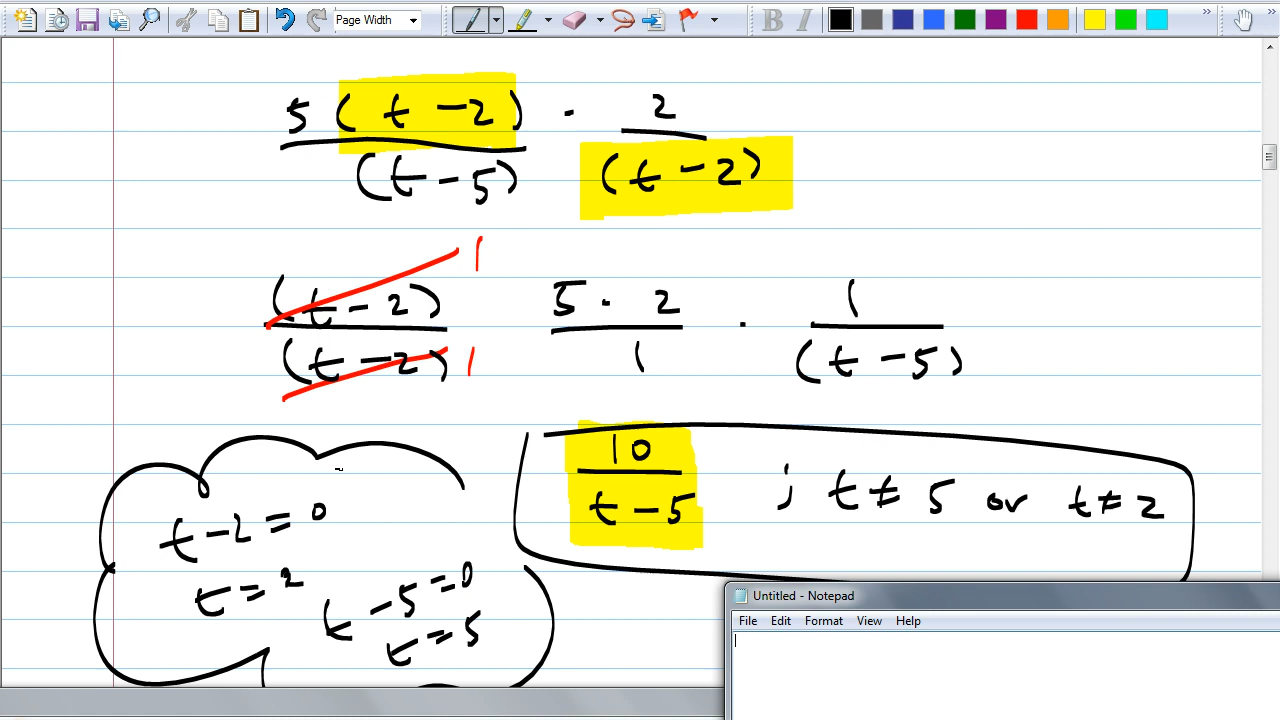 Page Width
B I
5 (t - 2) · 2
(t - 5) (t - 2)
(t - 2) 1 5 · 2 · 1
(t - 2) 1 1 (t - 5)
10
t - 5 ; t ≠ 5 or t ≠ 2
t - 2 = 0
t = 2 t - 5 = 0
t = 5
Untitled - Notepad
File Edit Format View Help